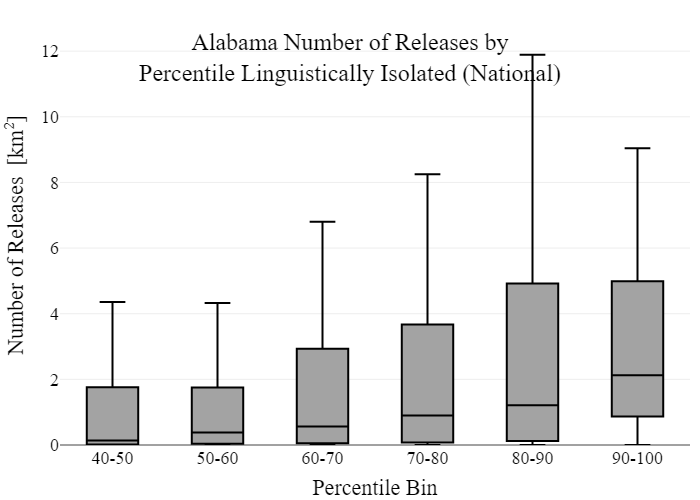 Alabama Number of Releases by
Percentile Linguistically Isolated (National)
Number of Releases [km²]
12
10
8
6
4
2
0
40-50 50-60 60-70 70-80 80-90 90-100
Percentile Bin